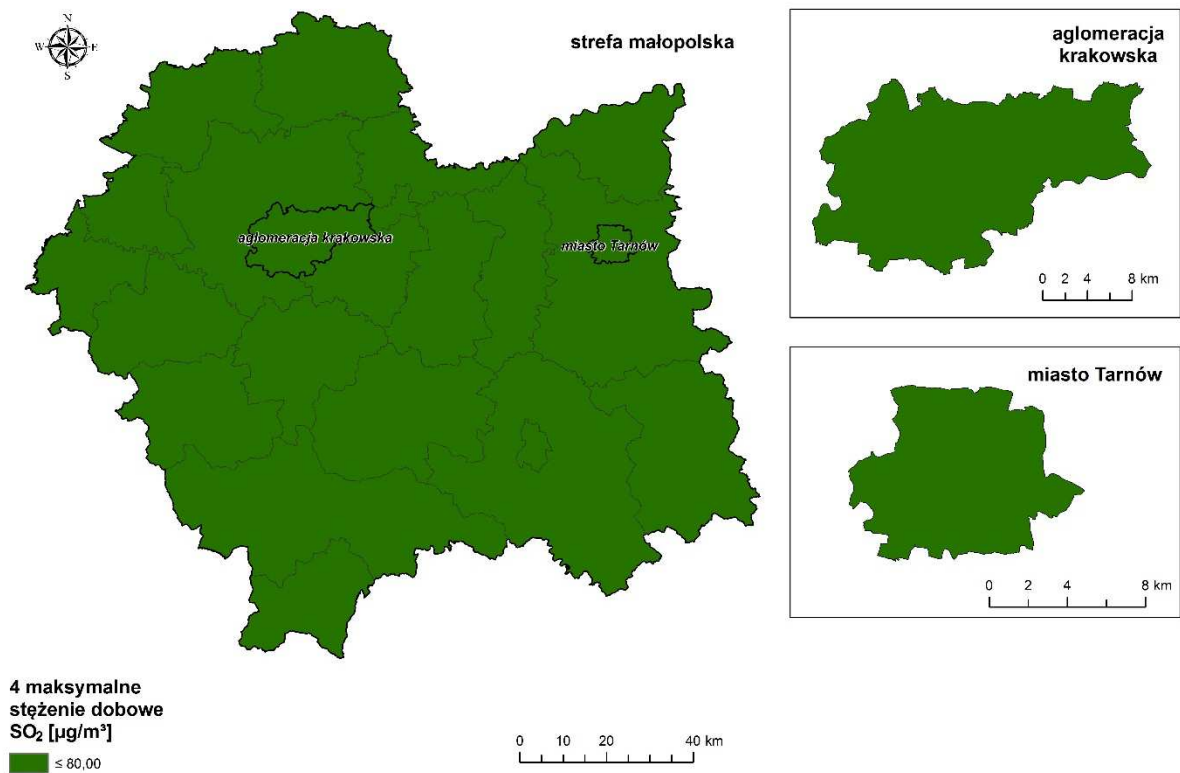 N
W E
S
strefa małopolska
aglomeracja
krakowska
aglomeracja krakowska
miasto Tarnów
0 2 4 8 km
miasto Tarnów
0 2 4 8 km
4 maksymalne
stężenie dobowe
SO₂ [µg/m³]
≤ 80,00
0 10 20 40 km